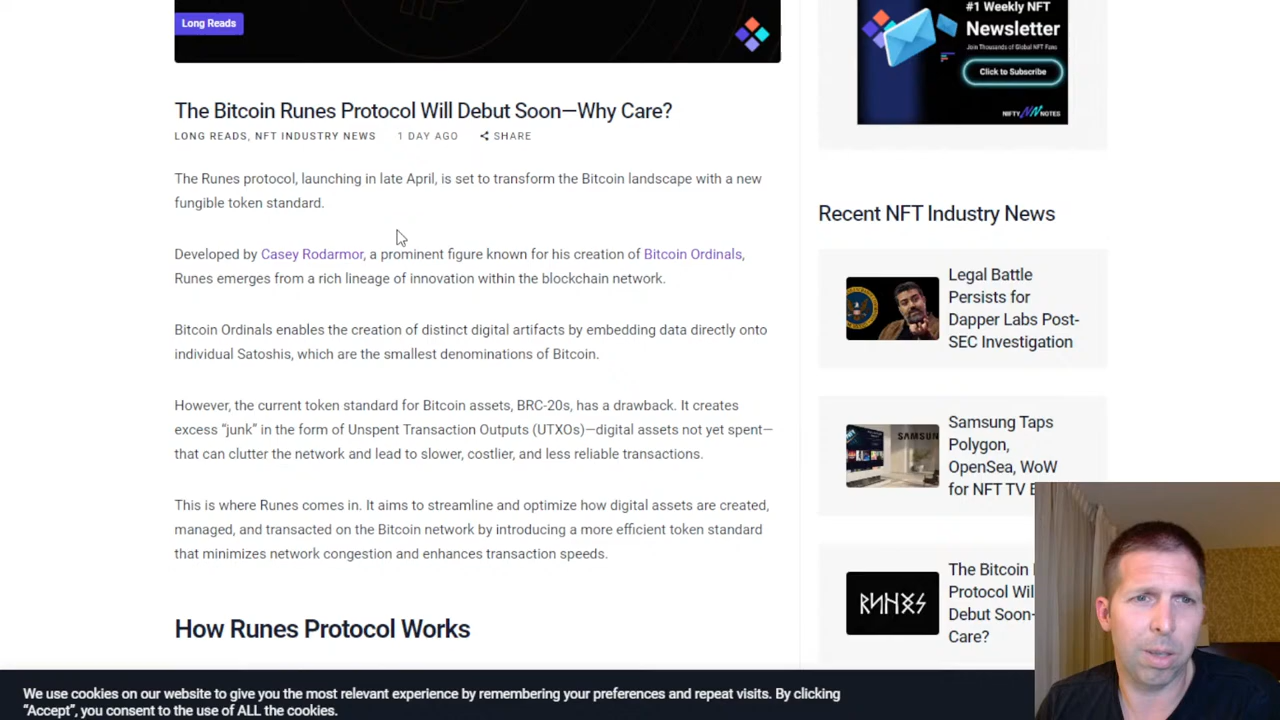 Long Reads
#1 Weekly NFT
Newsletter
Join Thousands of Global NFT Fans
Click to Subscribe
NIFTY NN NOTES
The Bitcoin Runes Protocol Will Debut Soon—Why Care?
LONG READS, NFT INDUSTRY NEWS 1 DAY AGO SHARE
The Runes protocol, launching in late April, is set to transform the Bitcoin landscape with a new
fungible token standard.
Developed by Casey Rodarmor, a prominent figure known for his creation of Bitcoin Ordinals,
Runes emerges from a rich lineage of innovation within the blockchain network.
Bitcoin Ordinals enables the creation of distinct digital artifacts by embedding data directly onto
individual Satoshis, which are the smallest denominations of Bitcoin.
However, the current token standard for Bitcoin assets, BRC-20s, has a drawback. It creates
excess “junk” in the form of Unspent Transaction Outputs (UTXOs)—digital assets not yet spent—
that can clutter the network and lead to slower, costlier, and less reliable transactions.
This is where Runes comes in. It aims to streamline and optimize how digital assets are created,
managed, and transacted on the Bitcoin network by introducing a more efficient token standard
that minimizes network congestion and enhances transaction speeds.
How Runes Protocol Works
Recent NFT Industry News
Legal Battle
Persists for
Dapper Labs Post-
SEC Investigation
SAMSUNG
Samsung Taps
Polygon,
OpenSea, WoW
for NFT TV
The Bitcoin
Protocol
Debut Soon—
Care?
We use cookies on our website to give you the most relevant experience by remembering your preferences and repeat visits. By clicking
“Accept”, you consent to the use of ALL the cookies.